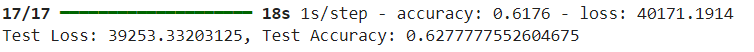 17/17 ━━━━━━━━━━━━━━━━━━━━ 18s 1s/step - accuracy: 0.6176 - loss: 40171.1914
Test Loss: 39253.33203125, Test Accuracy: 0.6277777552604675